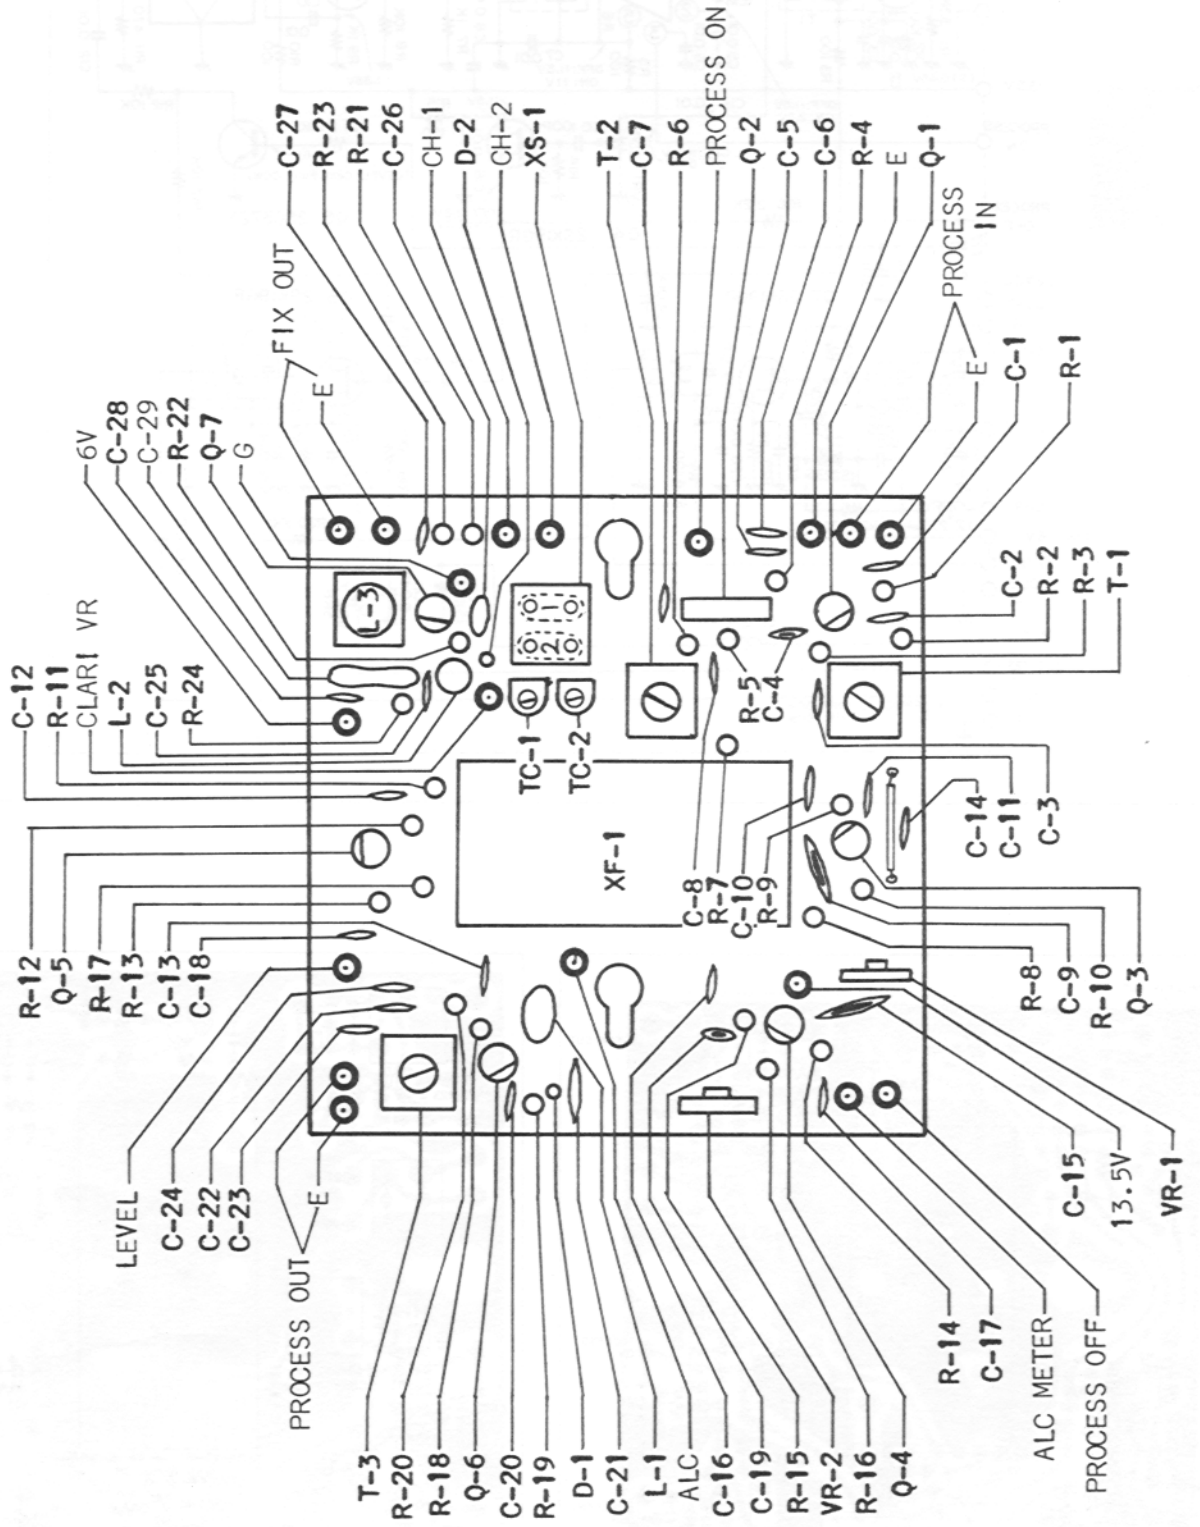 C-27
R-23
R-21
C-26
CH-1
D-2
CH-2
XS-1
T-2
C-7
R-6
PROCESS ON
Q-2
C-5
C-6
R-4
E
Q-1
PROCESS
IN
E
C-1
R-1
FIX OUT
E
6V
C-28
C-29
R-22
Q-7
G
C-12
R-11
CLARI VR
L-2
C-25
R-24
L-3
1
2
TC-1
TC-2
XF-1
R-5
C-4
C-2
R-2
R-3
T-1
C-8
R-7
C-10
R-9
C-14
C-11
C-3
R-12
Q-5
R-17
R-13
C-13
C-18
R-8
C-9
R-10
Q-3
LEVEL
C-24
C-22
C-23
PROCESS OUT
E
C-15
13.5V
VR-1
T-3
R-20
R-18
Q-6
C-20
R-19
D-1
C-21
L-1
ALC
C-16
C-19
R-15
VR-2
R-16
Q-4
R-14
C-17
ALC METER
PROCESS OFF